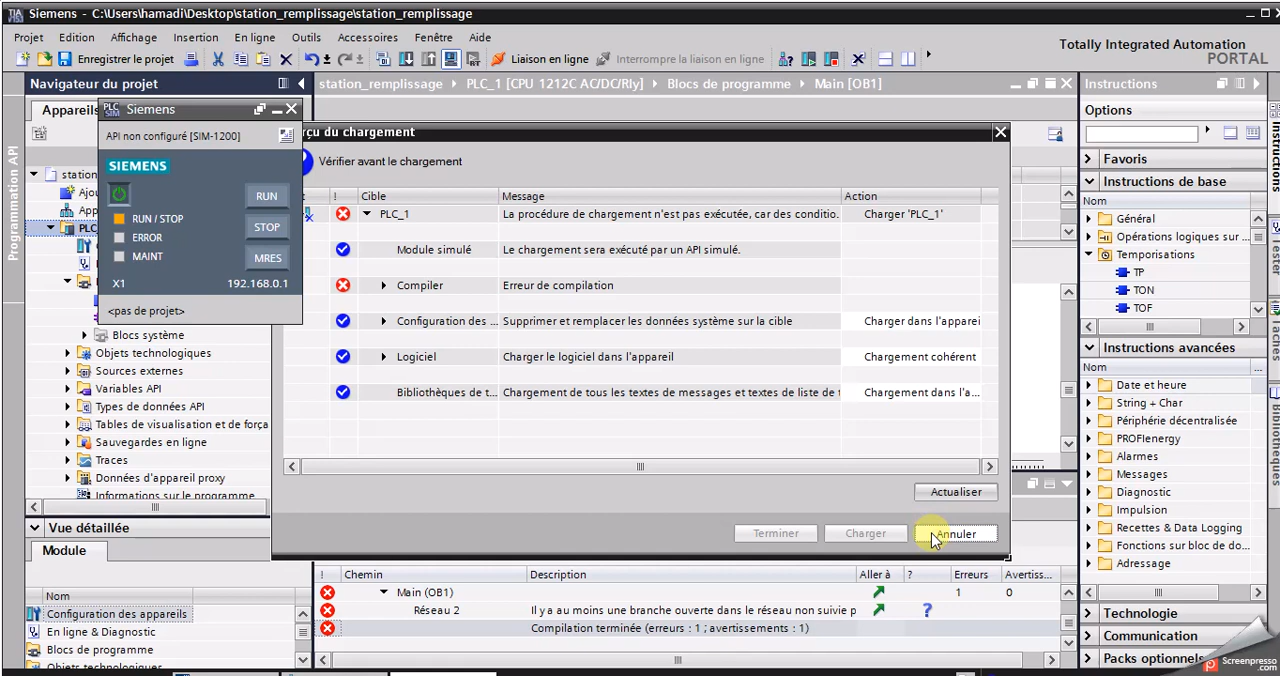 Siemens - C:\Users\hamadi\Desktop\station_remplissage\station_remplissage
Projet Edition Affichage Insertion En ligne Outils Accessoires Fenêtre Aide
Totally Integrated Automation
PORTAL
Enregistrer le projet Liaison en ligne Interrompre la liaison en ligne
Navigateur du projet
station_remplissage PLC_1 [CPU 1212C AC/DC/Rly] Blocs de programme Main [OB1]
Instructions
Appareils
Programmation API
PLC SIM Siemens
API non configuré [SIM-1200]
SIEMENS
RUN
RUN / STOP
STOP
ERROR
MAINT
MRES
X1 192.168.0.1
<pas de projet>
station
Ajou
App
PLC
Blocs système
Objets technologiques
Sources externes
Variables API
Types de données API
Tables de visualisation et de força
Sauvegardes en ligne
Traces
Données d'appareil proxy
Informations sur le programme
Vue détaillée
Module
Nom
Configuration des appareils
En ligne & Diagnostic
Blocs de programme
Objets technologiques
rçu du chargement
Vérifier avant le chargement
! Cible Message Action
PLC_1 La procédure de chargement n'est pas exécutée, car des conditio. Charger 'PLC_1'
Module simulé Le chargement sera exécuté par un API simulé.
Compiler Erreur de compilation
Configuration des ... Supprimer et remplacer les données système sur la cible Charger dans l'apparei
Logiciel Charger le logiciel dans l'appareil Chargement cohérent
Bibliothèques de t... Chargement de tous les textes de messages et textes de liste de t Chargement dans l'a...
Actualiser
Terminer Charger Annuler
! Chemin Description Aller à ? Erreurs Avertiss...
Main (OB1) 1 0
Réseau 2 Il y a au moins une branche ouverte dans le réseau non suivie p ?
Compilation terminée (erreurs : 1 ; avertissements : 1)
Options
Favoris
Instructions de base
Nom
Général
Opérations logiques sur ...
Temporisations
TP
TON
TOF
Instructions avancées
Nom ...
Date et heure
String + Char
Périphérie décentralisée
PROFIenergy
Alarmes
Messages
Diagnostic
Impulsion
Recettes & Data Logging
Fonctions sur bloc de do...
Adressage
Technologie
Communication
Packs optionnels
Instructions
Tester
Tâches
Bibliothèques
Screenpresso
.com